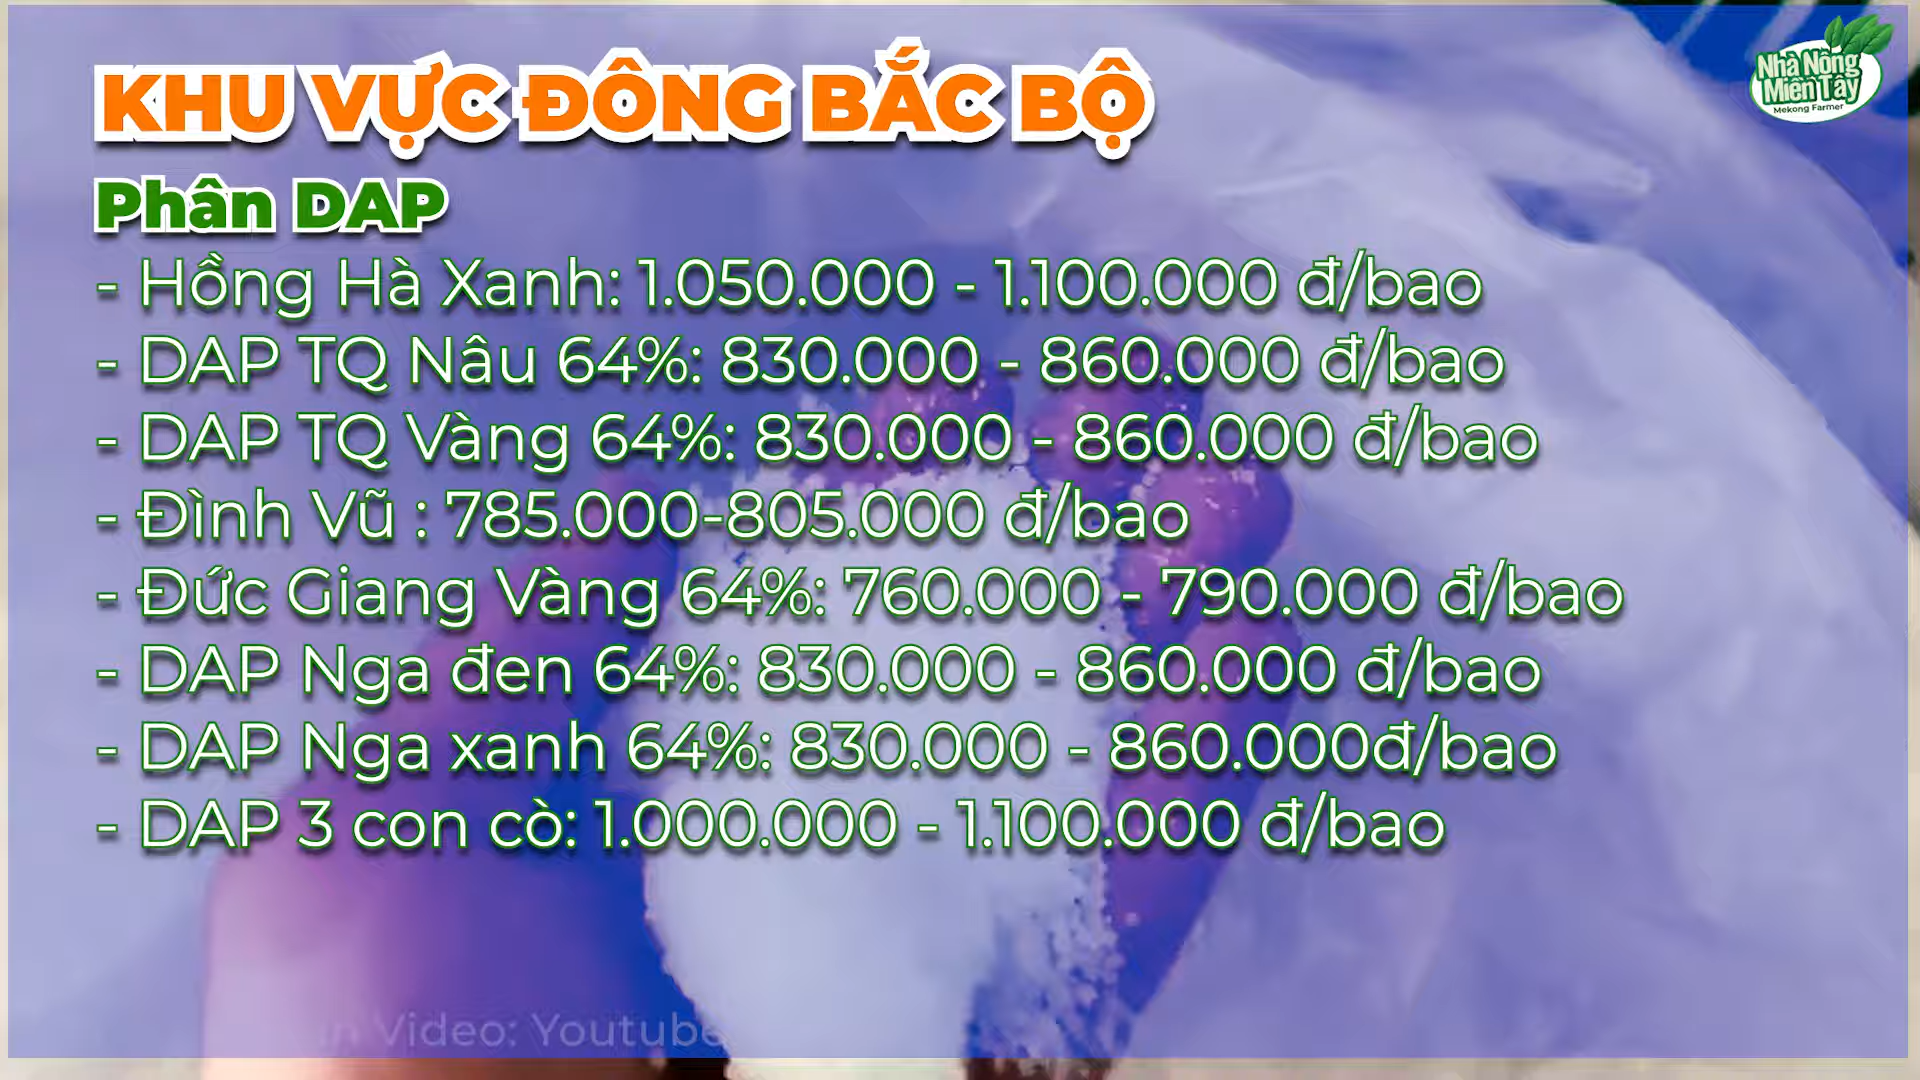 KHU VỰC ĐÔNG BẮC BỘ
Nhà Nông
Miền Tây
Mekong Farmer
Phân DAP
- Hồng Hà Xanh: 1.050.000 - 1.100.000 đ/bao
- DAP TQ Nâu 64%: 830.000 - 860.000 đ/bao
- DAP TQ Vàng 64%: 830.000 - 860.000 đ/bao
- Đình Vũ : 785.000-805.000 đ/bao
- Đức Giang Vàng 64%: 760.000 - 790.000 đ/bao
- DAP Nga đen 64%: 830.000 - 860.000 đ/bao
- DAP Nga xanh 64%: 830.000 - 860.000đ/bao
- DAP 3 con cò: 1.000.000 - 1.100.000 đ/bao
Video: Youtube